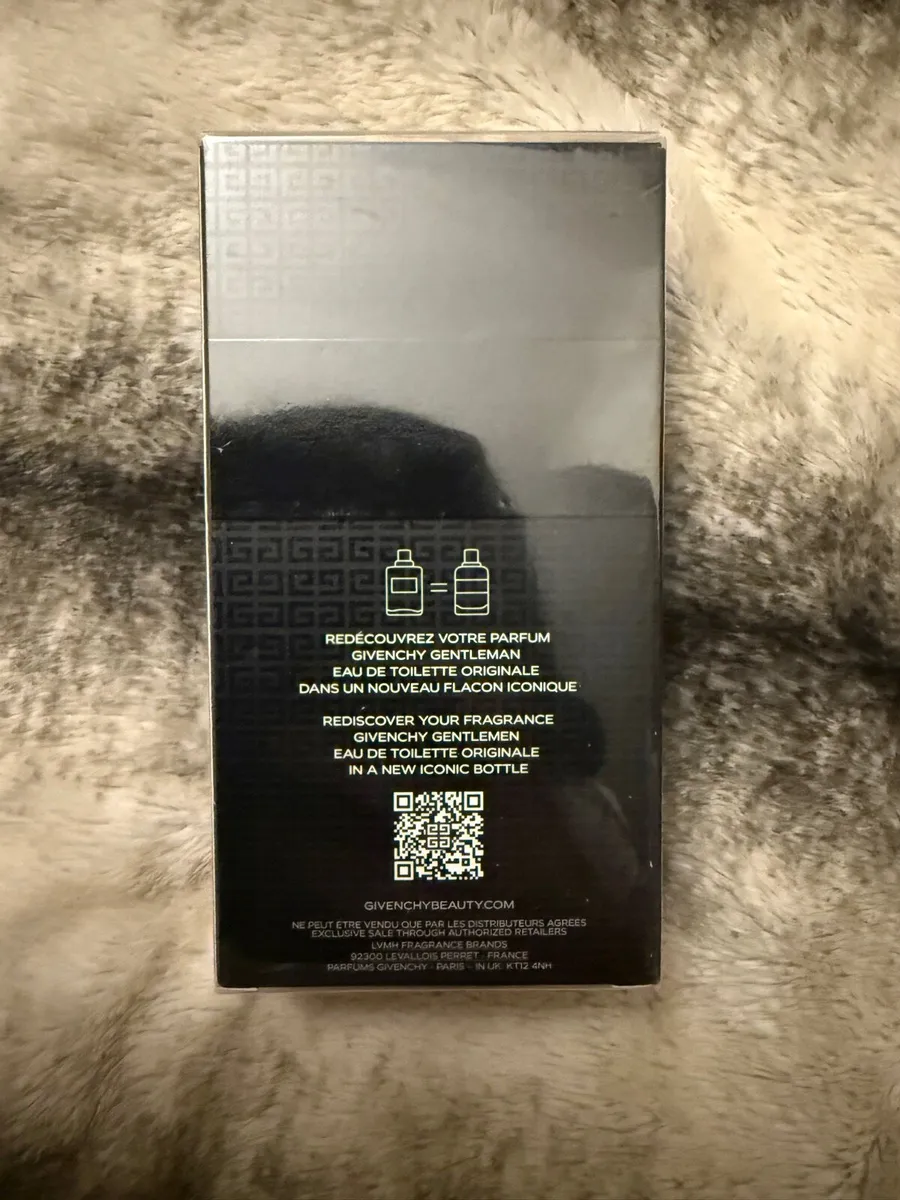 =
REDÉCOUVREZ VOTRE PARFUM
GIVENCHY GENTLEMAN
EAU DE TOILETTE ORIGINALE
DANS UN NOUVEAU FLACON ICONIQUE
REDISCOVER YOUR FRAGRANCE
GIVENCHY GENTLEMEN
EAU DE TOILETTE ORIGINALE
IN A NEW ICONIC BOTTLE
GIVENCHYBEAUTY.COM
NE PEUT ÊTRE VENDU QUE PAR LES DISTRIBUTEURS AGRÉÉS
EXCLUSIVE SALE THROUGH AUTHORIZED RETAILERS
LVMH FRAGRANCE BRANDS
92300 LEVALLOIS PERRET - FRANCE
PARFUMS GIVENCHY - PARIS - IN UK: KT12 4NH